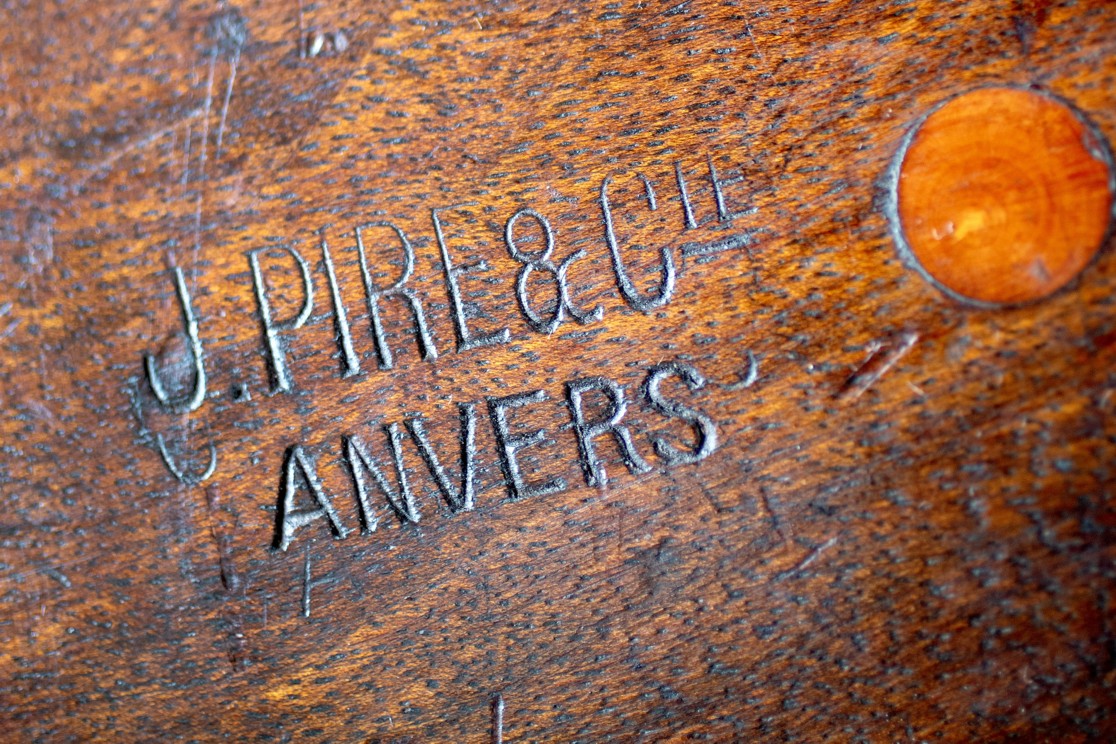 J. PIRE & CIE
ANVERS